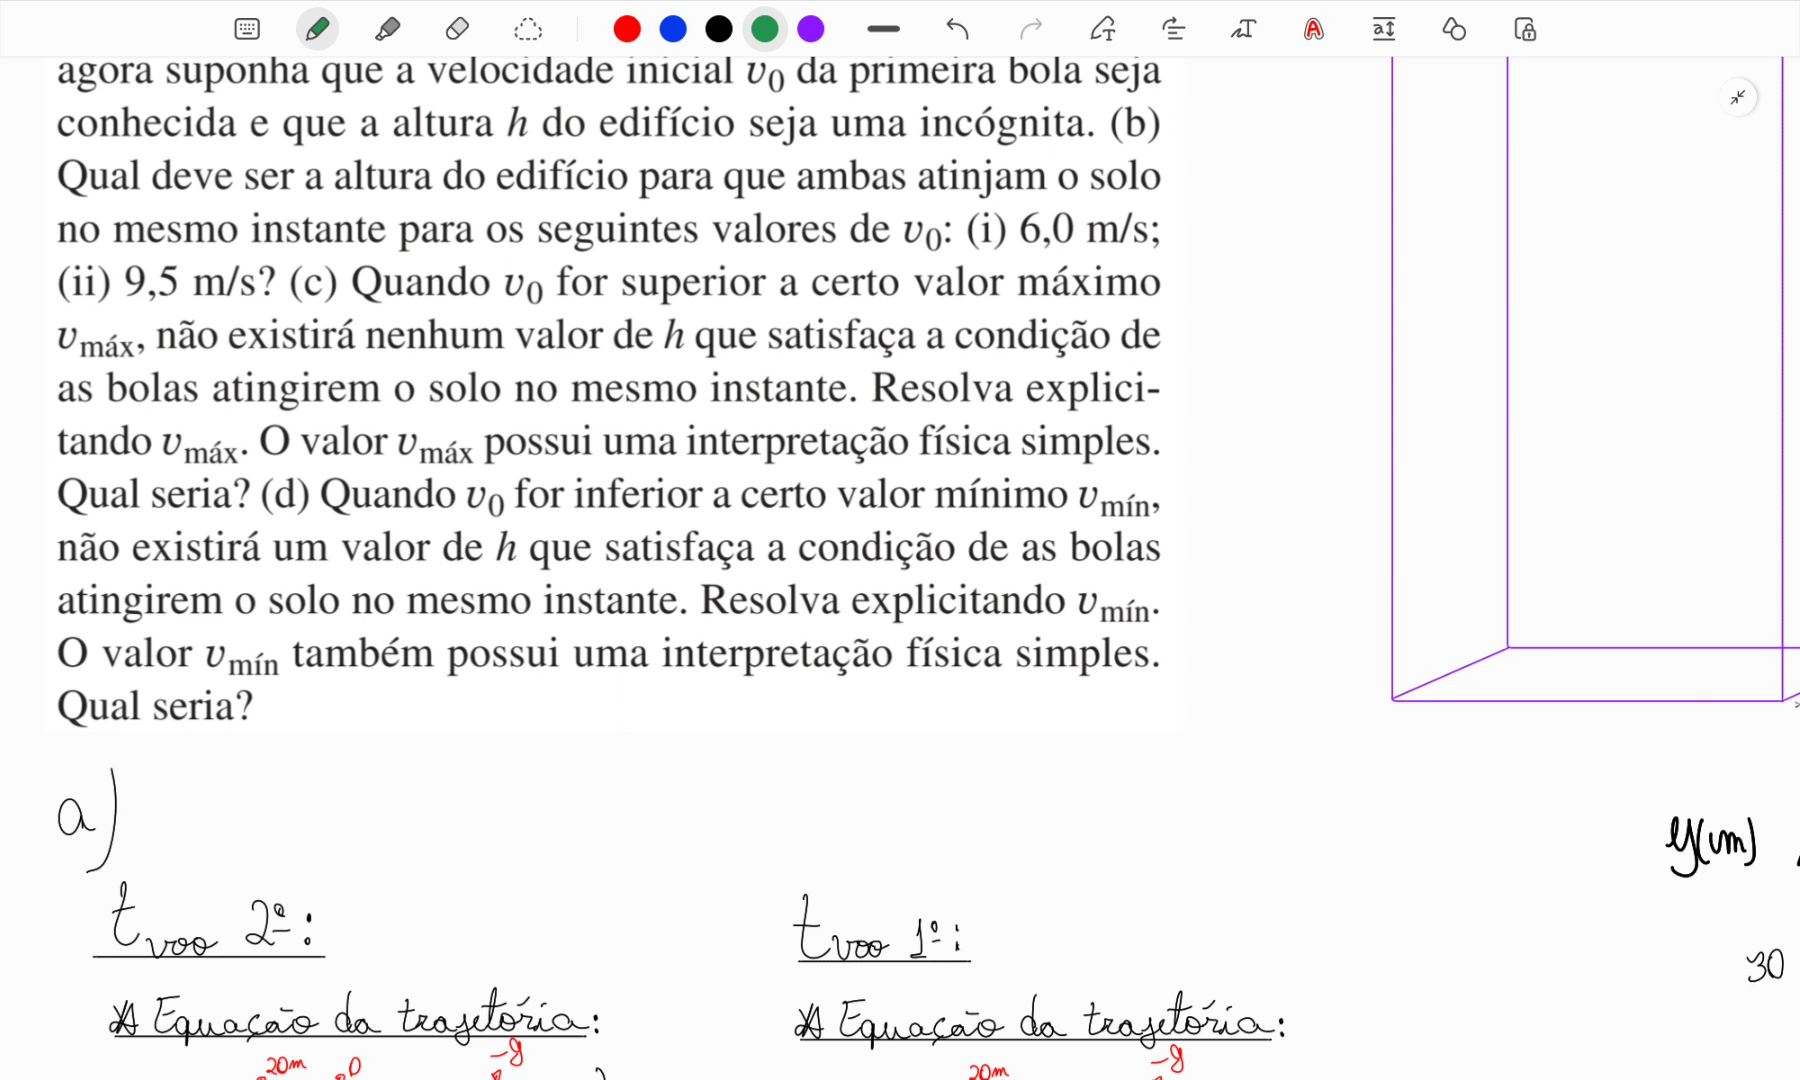 agora suponha que a velocidade inicial v0 da primeira bola seja
conhecida e que a altura h do edifício seja uma incógnita. (b)
Qual deve ser a altura do edifício para que ambas atinjam o solo
no mesmo instante para os seguintes valores de v0: (i) 6,0 m/s;
(ii) 9,5 m/s? (c) Quando v0 for superior a certo valor máximo
vmáx, não existirá nenhum valor de h que satisfaça a condição de
as bolas atingirem o solo no mesmo instante. Resolva explici-
tando vmáx. O valor vmáx possui uma interpretação física simples.
Qual seria? (d) Quando v0 for inferior a certo valor mínimo vmín,
não existirá um valor de h que satisfaça a condição de as bolas
atingirem o solo no mesmo instante. Resolva explicitando vmín.
O valor vmín também possui uma interpretação física simples.
Qual seria?
a)
y(m)
tvoo 2ª:
tvoo 1ª:
30
Equação da trajetória:
Equação da trajetória:
20m 0 -g
20m -g